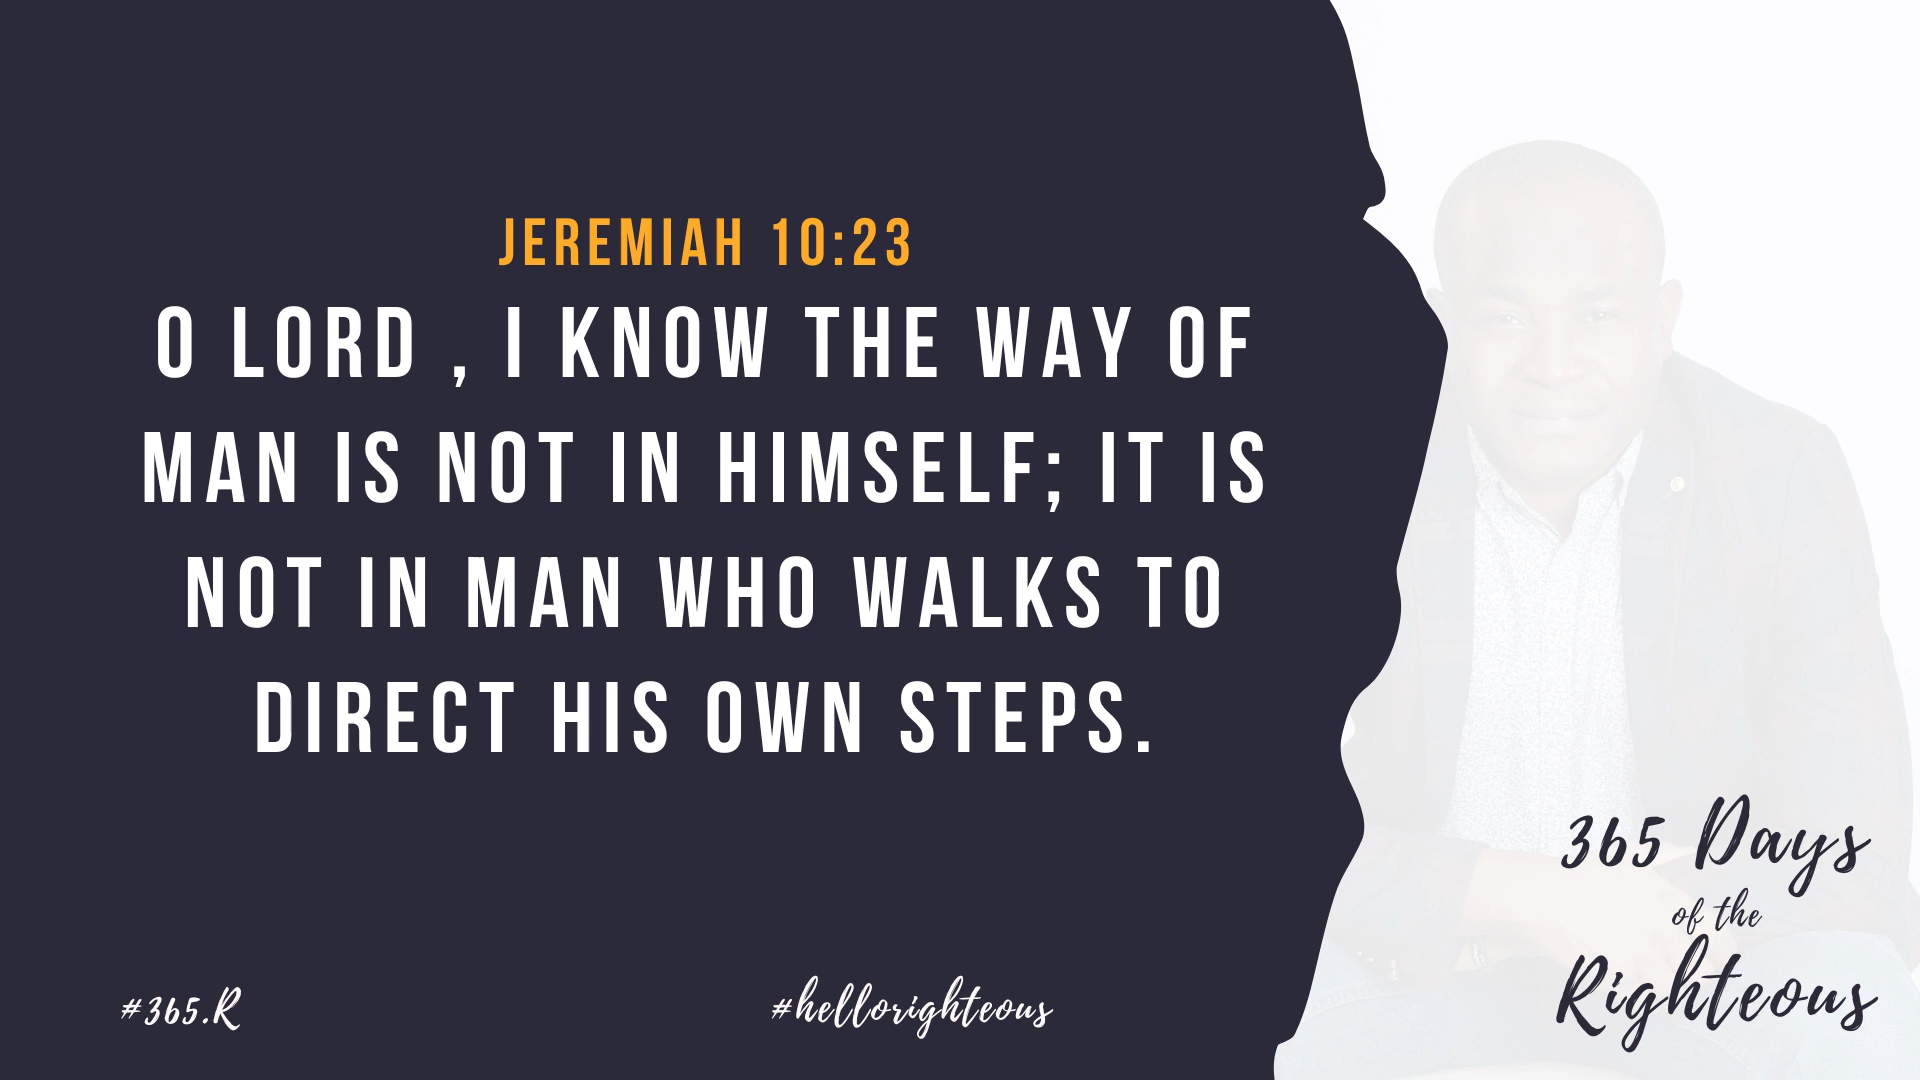 JEREMIAH 10:23
O LORD , I KNOW THE WAY OF
MAN IS NOT IN HIMSELF; IT IS
NOT IN MAN WHO WALKS TO
DIRECT HIS OWN STEPS.
365 Days
of the
Righteous
#365.R
#hellorighteous